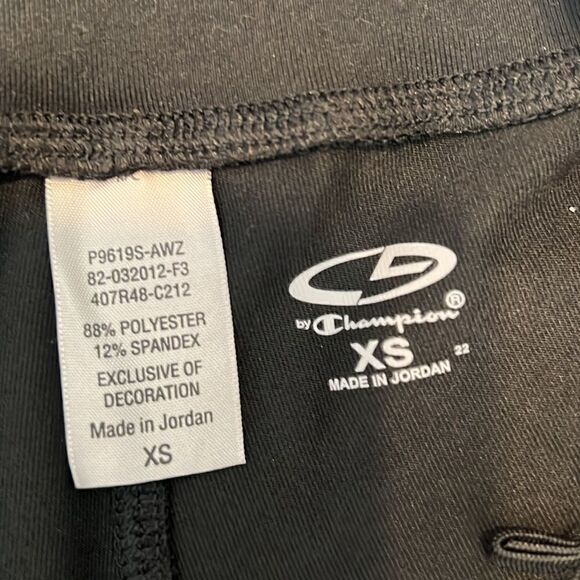 P9619S-AWZ
82-032012-F3
407R48-C212
88% POLYESTER
12% SPANDEX
EXCLUSIVE OF
DECORATION
Made in Jordan
XS
C9
by Champion®
XS
22
MADE IN JORDAN